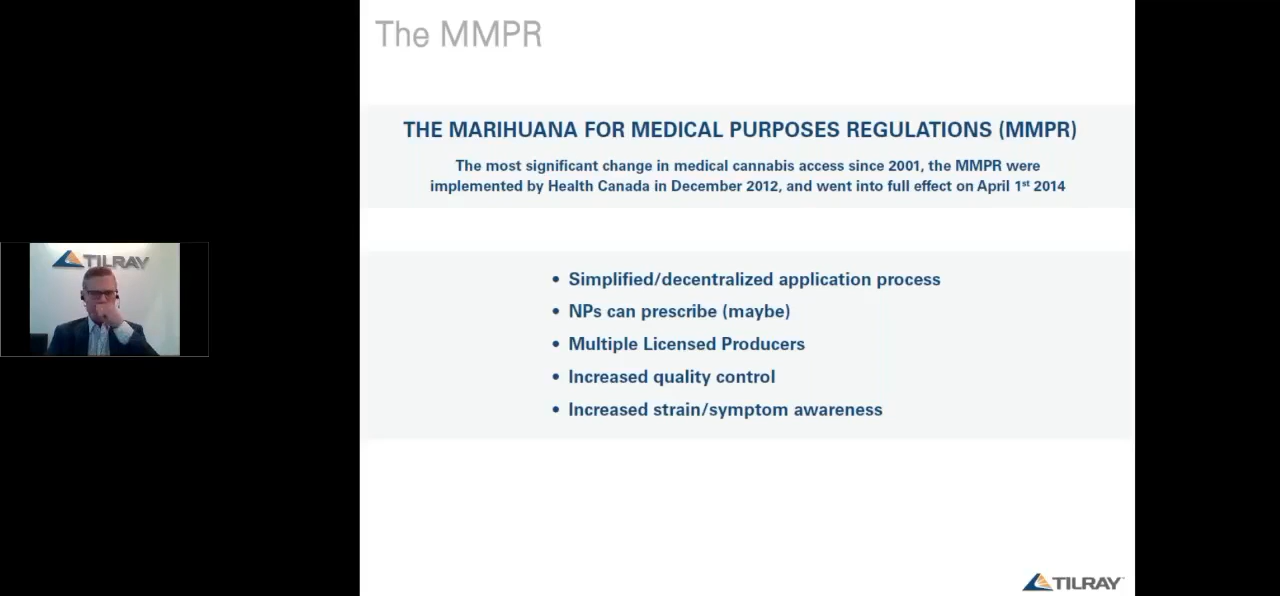 The MMPR
THE MARIHUANA FOR MEDICAL PURPOSES REGULATIONS (MMPR)
The most significant change in medical cannabis access since 2001, the MMPR were
implemented by Health Canada in December 2012, and went into full effect on April 1st 2014
TILRAY
• Simplified/decentralized application process
• NPs can prescribe (maybe)
• Multiple Licensed Producers
• Increased quality control
• Increased strain/symptom awareness
TILRAY